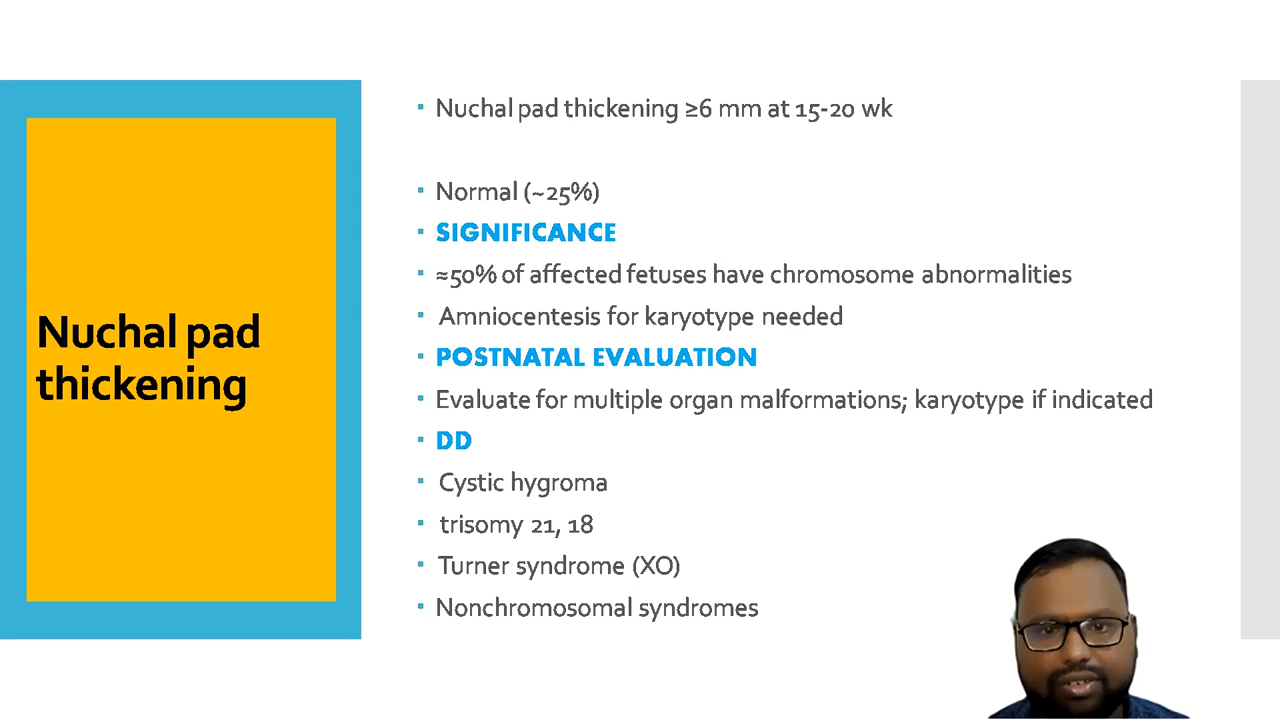 Nuchal pad
thickening
Nuchal pad thickening ≥6 mm at 15-20 wk
Normal (~25%)
SIGNIFICANCE
≈50% of affected fetuses have chromosome abnormalities
Amniocentesis for karyotype needed
POSTNATAL EVALUATION
Evaluate for multiple organ malformations; karyotype if indicated
DD
Cystic hygroma
trisomy 21, 18
Turner syndrome (XO)
Nonchromosomal syndromes